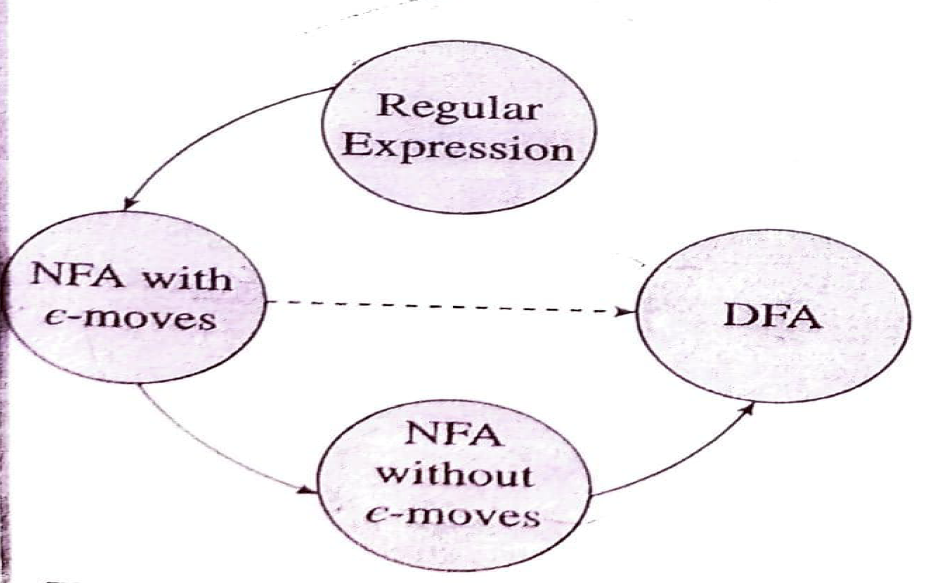 Regular
Expression
NFA with
ϵ-moves
DFA
NFA
without
ϵ-moves